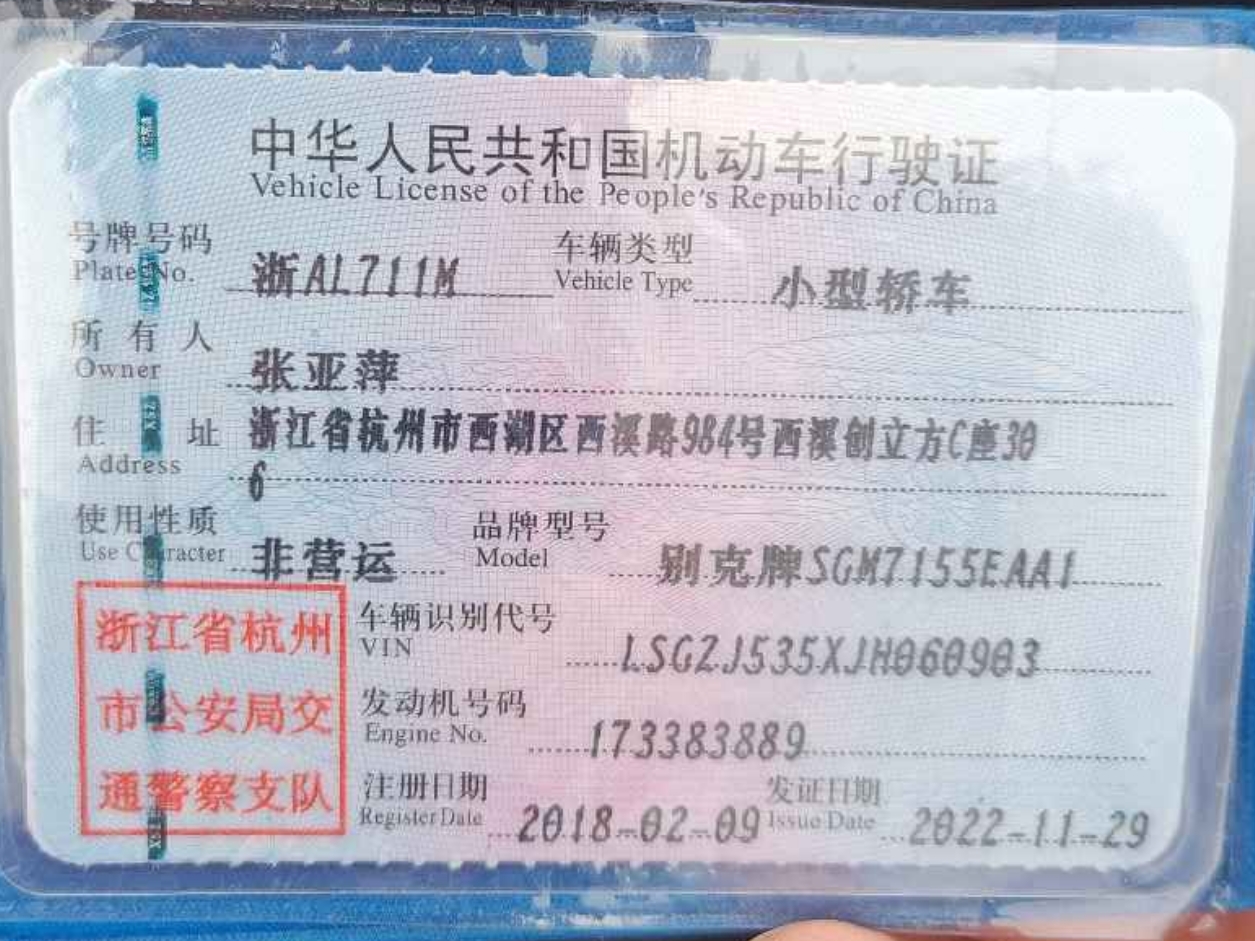 中华人民共和国机动车行驶证
Vehicle License of the People's Republic of China
号牌号码 浙AL711M 车辆类型 小型轿车
Plate No. Vehicle Type
所有人 张亚萍
Owner
住址 浙江省杭州市西湖区西溪路984号西溪创立方C座30
Address 6
使用性质 非营运 品牌型号 别克牌SGM7155EAA1
Use Character Model
浙江省杭州
市公安局交
通警察支队
车辆识别代号 LSGZJ535XJH060903
VIN
发动机号码 173383889
Engine No.
注册日期 2018-02-09 发证日期 2022-11-29
Register Date Issue Date